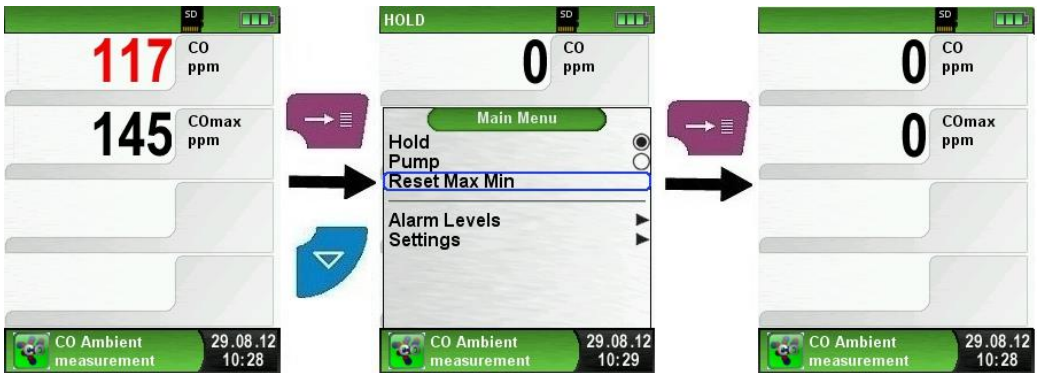 SD
117 CO
ppm
145 COmax
ppm
CO Ambient 29.08.12
measurement 10:28
HOLD SD
0 CO
ppm
Main Menu
Hold
Pump
Reset Max Min
Alarm Levels
Settings
CO Ambient 29.08.12
measurement 10:29
SD
0 CO
ppm
0 COmax
ppm
CO Ambient 29.08.12
measurement 10:28